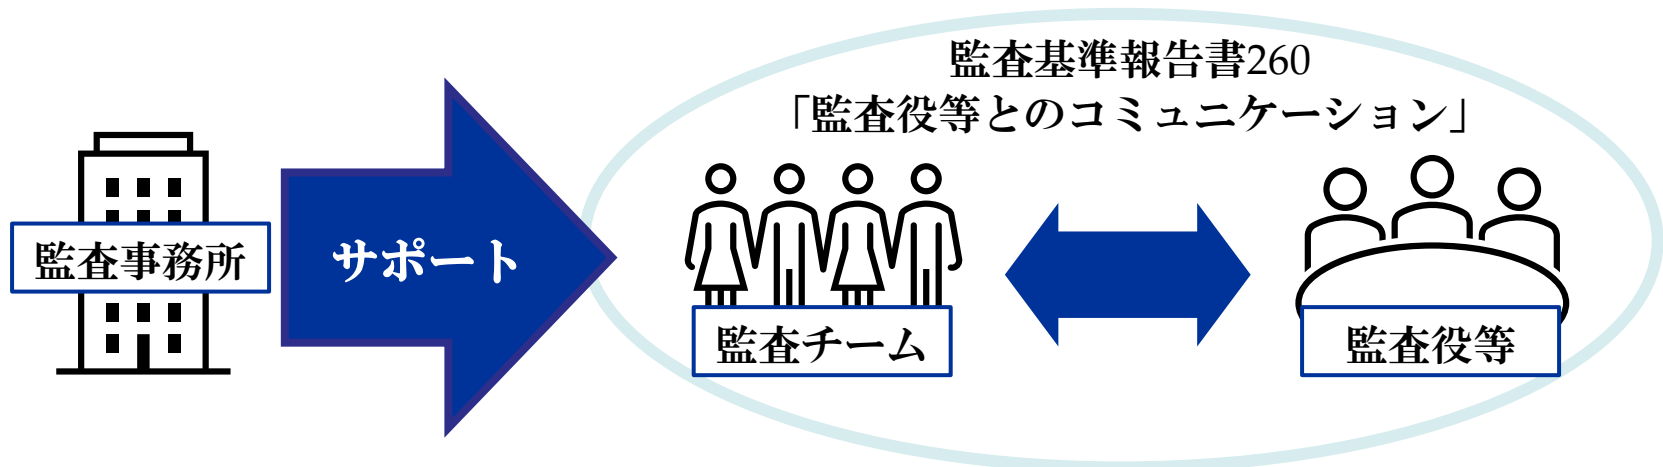 監査基準報告書260
「監査役等とのコミュニケーション」
監査事務所
サポート
監査チーム
監査役等